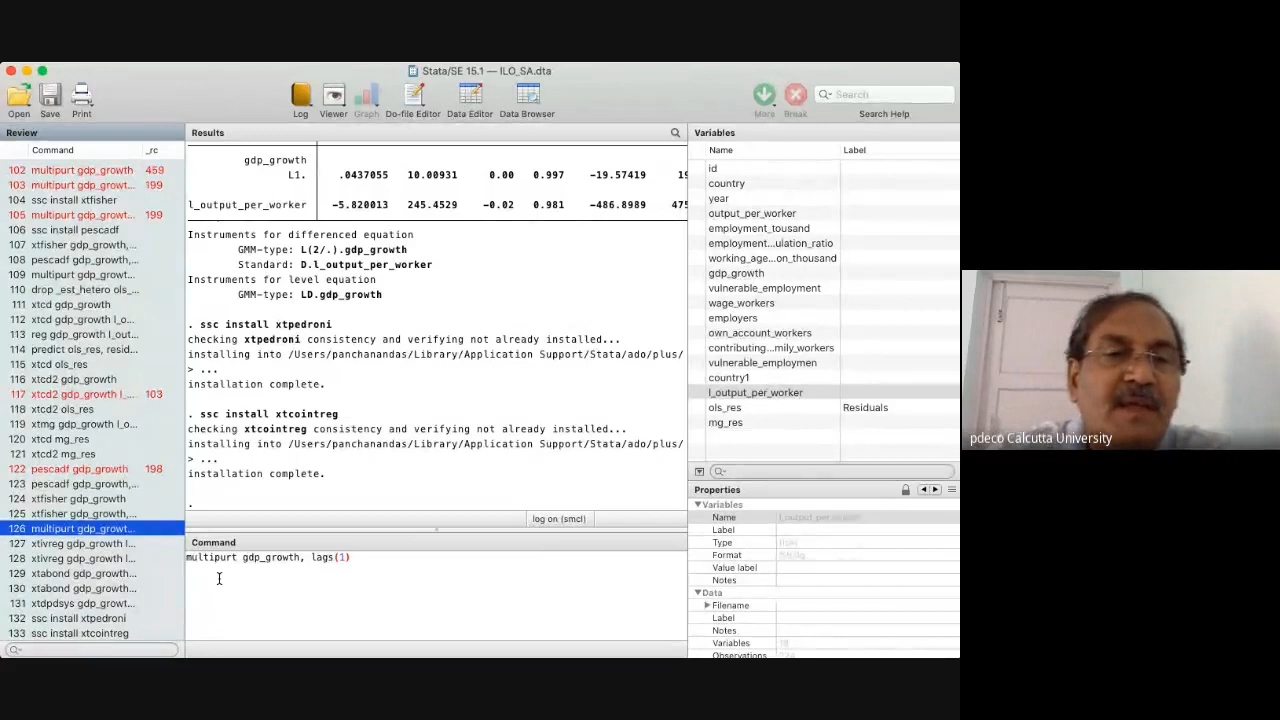 Stata/SE 15.1 — ILO_SA.dta
Open Save Print Log Viewer Graph Do-file Editor Data Editor Data Browser More Break Search
Search Help
Review
Command _rc
102 multipurt gdp_growth 459
103 multipurt gdp_growt... 199
104 ssc install xtfisher
105 multipurt gdp_growt... 199
106 ssc install pescadf
107 xtfisher gdp_growth,...
108 pescadf gdp_growth,...
109 multipurt gdp_growt...
110 drop _est_hetero ols_...
111 xtcd gdp_growth
112 xtcd gdp_growth l_o...
113 reg gdp_growth l_out...
114 predict ols_res, resid...
115 xtcd ols_res
116 xtcd2 gdp_growth
117 xtcd2 gdp_growth l_... 103
118 xtcd2 ols_res
119 xtmg gdp_growth l_o...
120 xtcd mg_res
121 xtcd2 mg_res
122 pescadf gdp_growth 198
123 pescadf gdp_growth,...
124 xtfisher gdp_growth
125 xtfisher gdp_growth,...
126 multipurt gdp_growt...
127 xtivreg gdp_growth l...
128 xtivreg gdp_growth l...
129 xtabond gdp_growth...
130 xtabond gdp_growth...
131 xtdpdsys gdp_growt...
132 ssc install xtpedroni
133 ssc install xtcointreg
Results
gdp_growth
L1. .0437055 10.00931 0.00 0.997 -19.57419 19
l_output_per_worker -5.820013 245.4529 -0.02 0.981 -486.8989 475
Instruments for differenced equation
GMM-type: L(2/.).gdp_growth
Standard: D.l_output_per_worker
Instruments for level equation
GMM-type: LD.gdp_growth
. ssc install xtpedroni
checking xtpedroni consistency and verifying not already installed...
installing into /Users/panchanandas/Library/Application Support/Stata/ado/plus/
> ...
installation complete.
. ssc install xtcointreg
checking xtcointreg consistency and verifying not already installed...
installing into /Users/panchanandas/Library/Application Support/Stata/ado/plus/
> ...
installation complete.
.
log on (smcl)
Command
multipurt gdp_growth, lags(1)
Variables
Name Label
id
country
year
output_per_worker
employment_tousand
employment...ulation_ratio
working_age...on_thousand
gdp_growth
vulnerable_employment
wage_workers
employers
own_account_workers
contributing...mily_workers
vulnerable_employmen
country1
l_output_per_worker
ols_res Residuals
mg_res
Properties
Variables
Name l_output_per
Label
Type
Format
Value label
Notes
Data
Filename
Label
Notes
Variables
Observations
pdeco Calcutta University